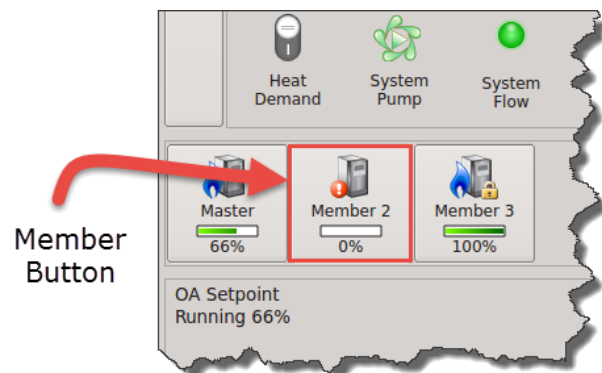 Heat
Demand
System
Pump
System
Flow
Master
66%
Member 2
0%
Member 3
100%
Member
Button
OA Setpoint
Running 66%